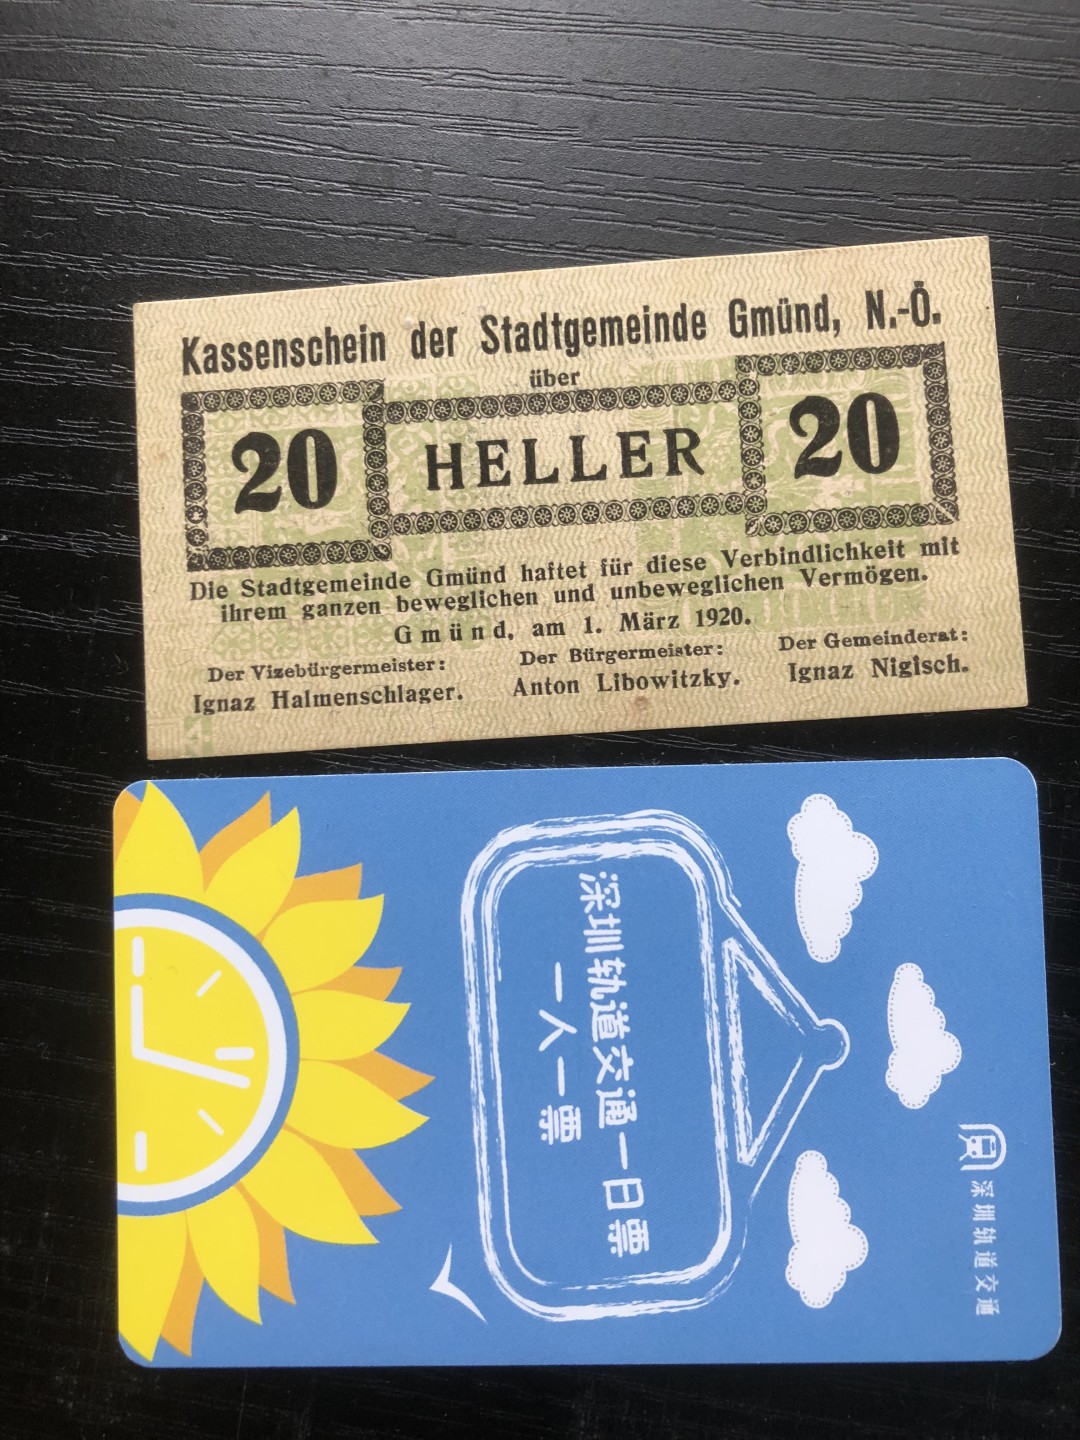 Kassenschein der Stadtgemeinde Gmünd, N.-Ö.
über
20 HELLER 20
Die Stadtgemeinde Gmünd haftet für diese Verbindlichkeit mit
ihrem ganzen beweglichen und unbeweglichen Vermögen.
Gmünd, am 1. März 1920.
Der Vizebürgermeister: Der Bürgermeister: Der Gemeinderat:
Ignaz Halmenschlager. Anton Libowitzky. Ignaz Nigisch.
深圳轨道交通
深圳轨道交通一日票
一人一票